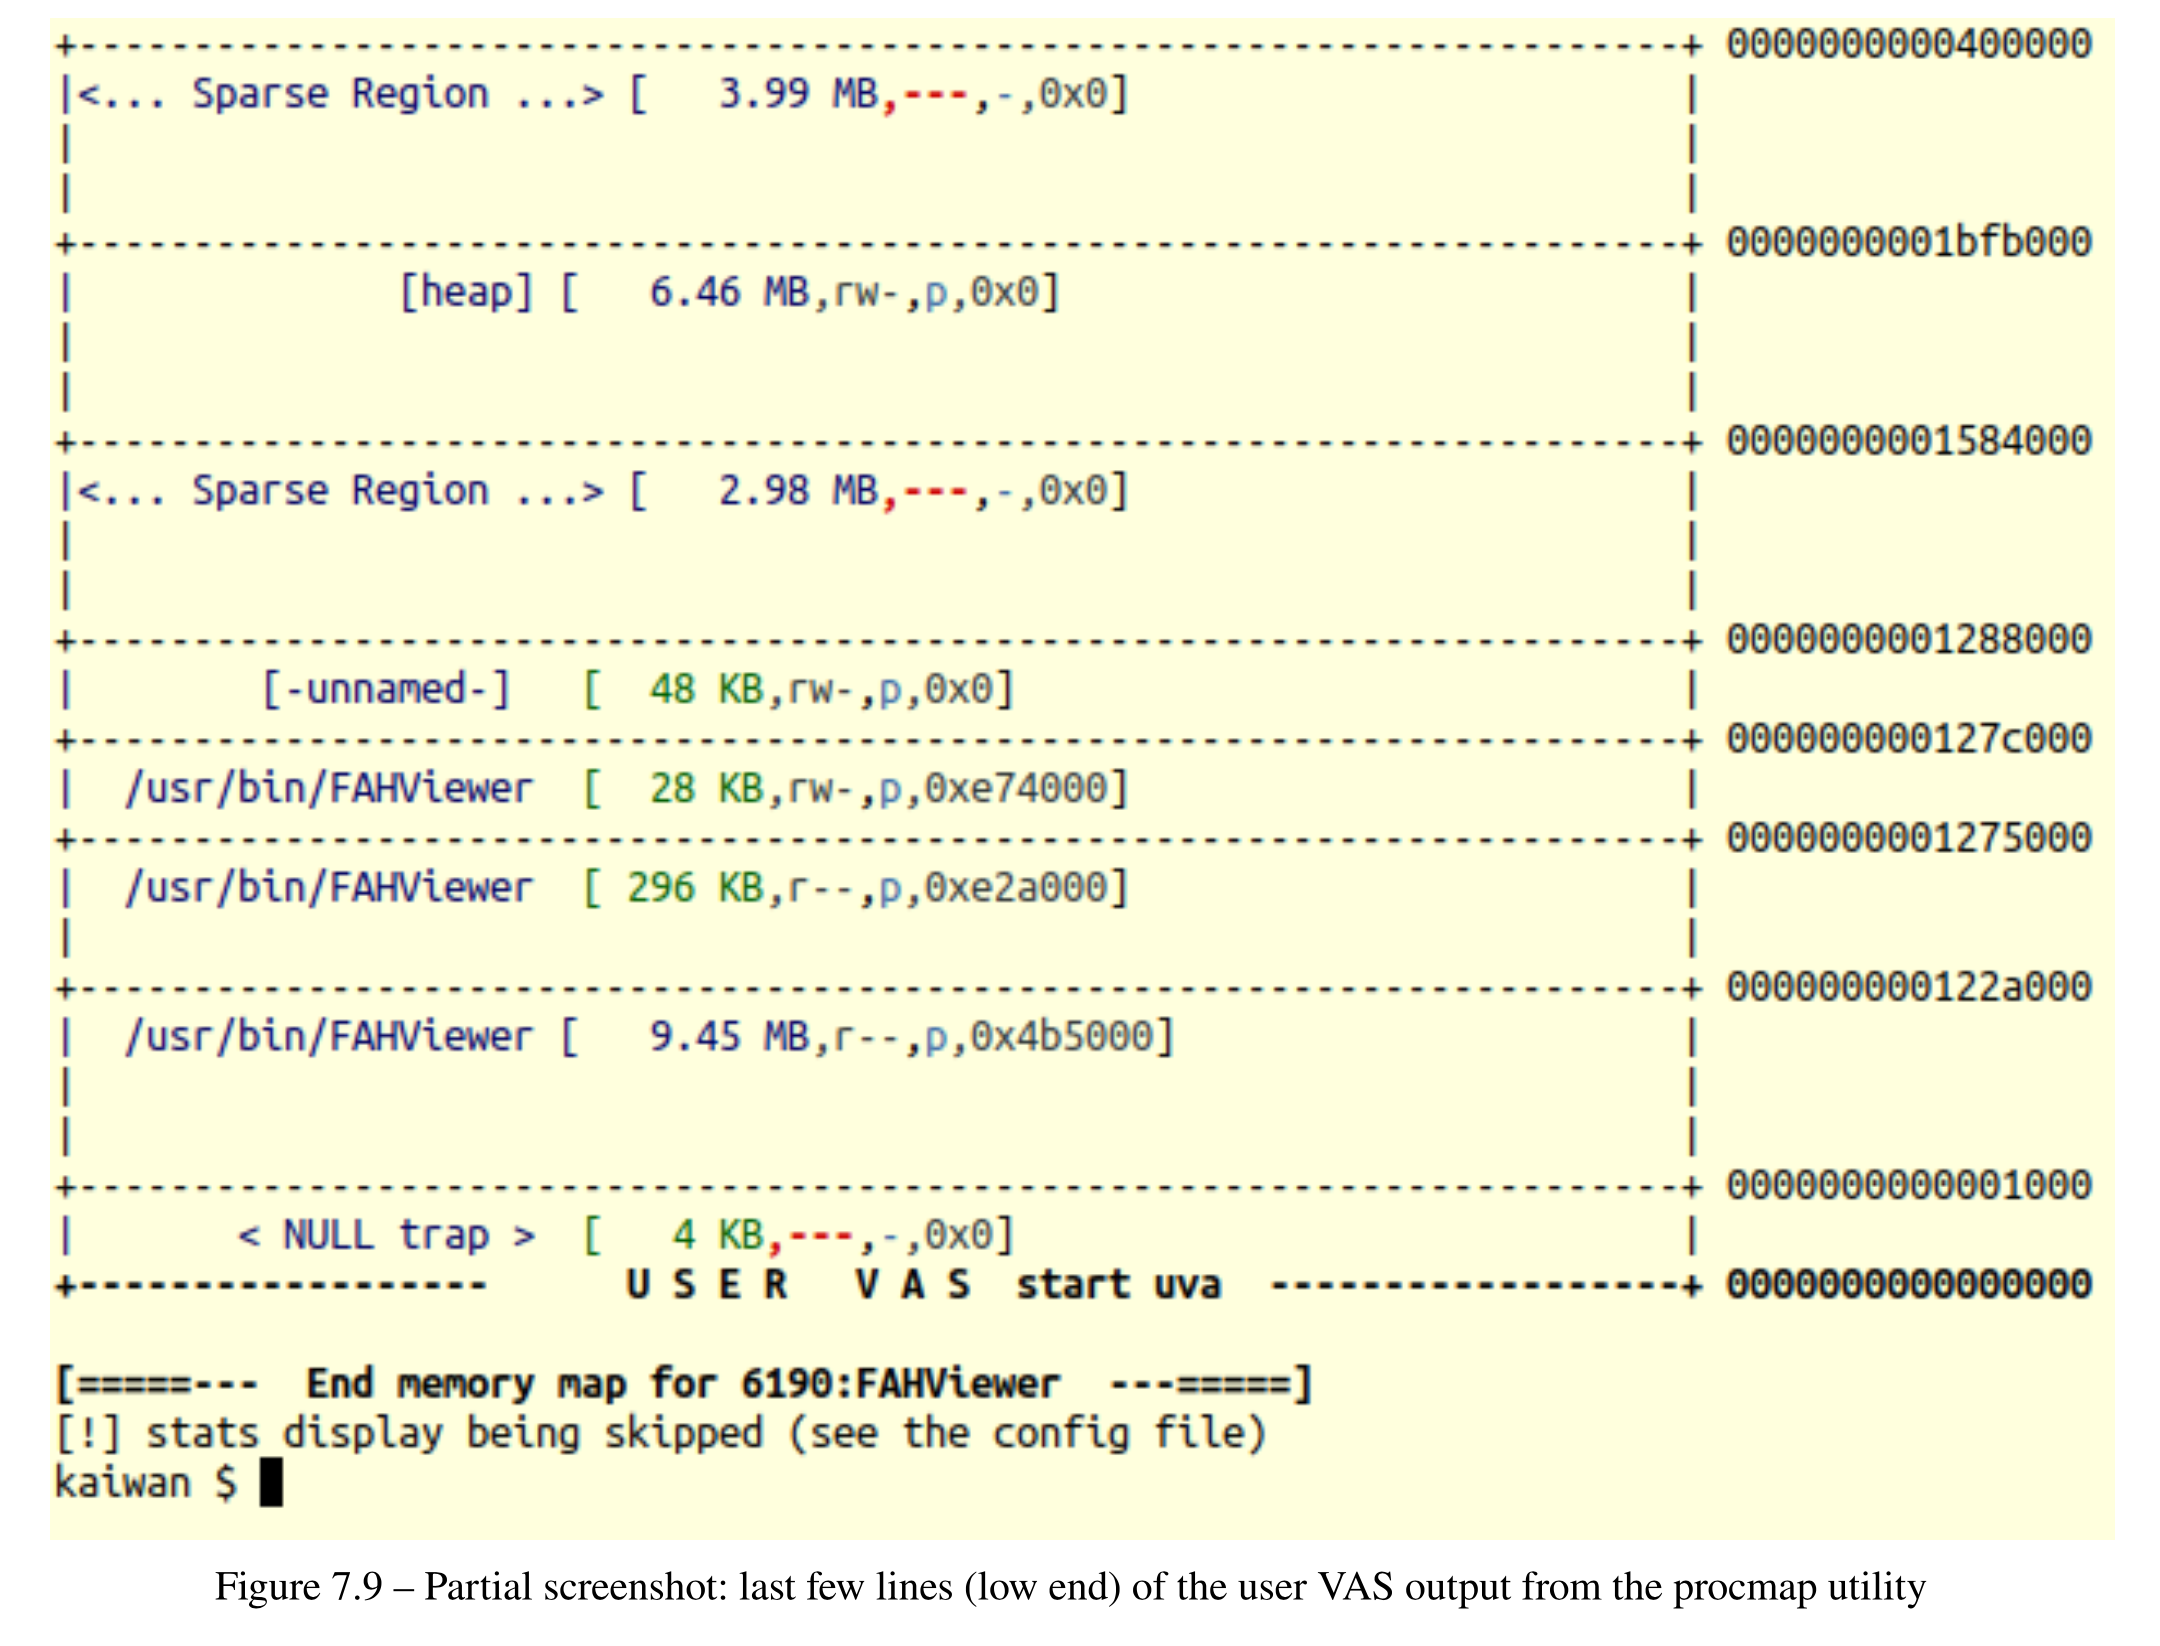 +----------------------------------------------------------------------+ 0000000000400000
|<... Sparse Region ...> [   3.99 MB,---,-,0x0]                        |
|                                                                      |
|                                                                      |
+----------------------------------------------------------------------+ 0000000001bfb000
|              [heap] [   6.46 MB,rw-,p,0x0]                           |
|                                                                      |
|                                                                      |
+----------------------------------------------------------------------+ 0000000001584000
|<... Sparse Region ...> [   2.98 MB,---,-,0x0]                        |
|                                                                      |
|                                                                      |
+----------------------------------------------------------------------+ 0000000001288000
|        [-unnamed-]   [  48 KB,rw-,p,0x0]                             |
+----------------------------------------------------------------------+ 000000000127c000
|  /usr/bin/FAHViewer  [  28 KB,rw-,p,0xe74000]                        |
+----------------------------------------------------------------------+ 0000000001275000
|  /usr/bin/FAHViewer  [ 296 KB,r--,p,0xe2a000]                        |
|                                                                      |
+----------------------------------------------------------------------+ 000000000122a000
|  /usr/bin/FAHViewer [   9.45 MB,r--,p,0x4b5000]                      |
|                                                                      |
|                                                                      |
+----------------------------------------------------------------------+ 0000000000001000
|       < NULL trap >  [   4 KB,---,-,0x0]                             |
+------------------      U S E R   V A S  start uva  ------------------+ 0000000000000000
[=====---  End memory map for 6190:FAHViewer  ---=====]
[!] stats display being skipped (see the config file)
kaiwan $
Figure 7.9 – Partial screenshot: last few lines (low end) of the user VAS output from the procmap utility